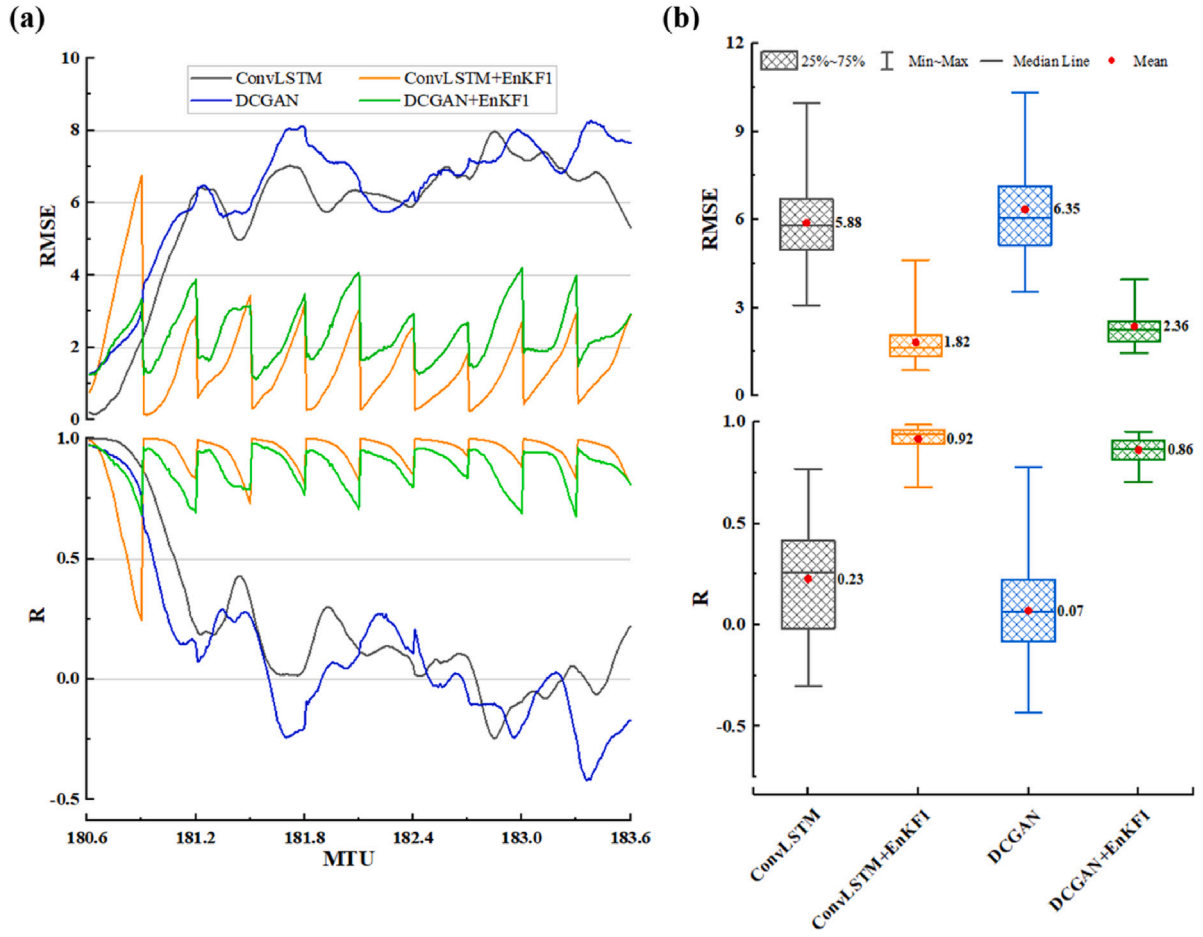 (a)
ConvLSTM
ConvLSTM+EnKF1
DCGAN
DCGAN+EnKF1
10
8
6
4
2
0
RMSE
1.0
0.5
0.0
-0.5
R
180.6
181.2
181.8
182.4
183.0
183.6
MTU
(b)
25%~75%
Min~Max
Median Line
Mean
12
9
6
3
0
RMSE
5.88
1.82
6.35
2.36
1.0
0.5
0.0
-0.5
R
0.23
0.92
0.07
0.86
ConvLSTM
ConvLSTM+EnKF1
DCGAN
DCGAN+EnKF1